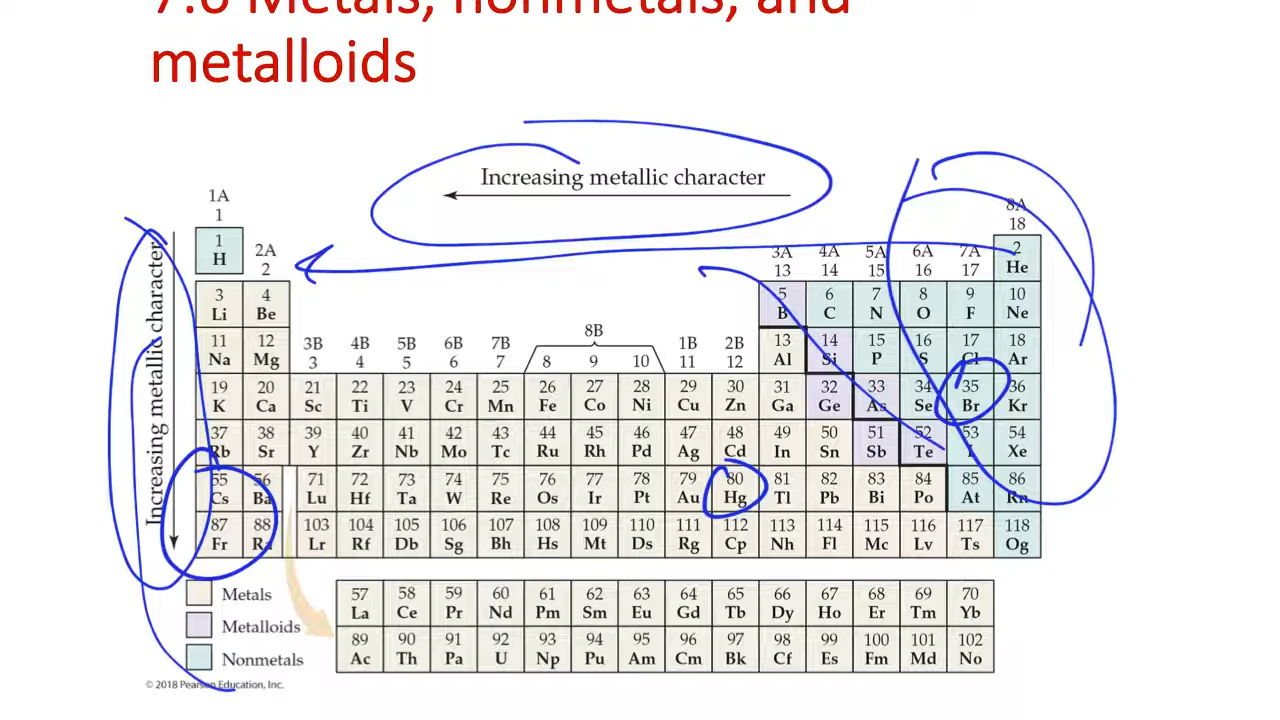 7.6 Metals, nonmetals, and
metalloids
Increasing metallic character
Increasing metallic character
1A
1
2A
2
3B
3
4B
4
5B
5
6B
6
7B
7
8B
8 9 10
1B
11
2B
12
3A
13
4A
14
5A
15
6A
16
7A
17
8A
18
1 2
H He
3 4 5 6 7 8 9 10
Li Be B C N O F Ne
11 12 13 14 15 16 17 18
Na Mg Al Si P S Cl Ar
19 20 21 22 23 24 25 26 27 28 29 30 31 32 33 34 35 36
K Ca Sc Ti V Cr Mn Fe Co Ni Cu Zn Ga Ge As Se Br Kr
37 38 39 40 42 43 44 45 46 47 48 49 50 51 52 53 54
Rb Sr Y Zr Nb Mo Tc Ru Rh Pd Ag Cd In Sn Sb Te I Xe
55 56 71 72 73 74 75 76 77 78 79 80 81 82 83 84 85 86
Cs Ba Lu Hf Ta W Re Os Ir Pt Au Hg Tl Pb Bi Po At Rn
87 88 103 104 105 106 107 108 109 110 111 112 113 114 115 116 117 118
Fr Ra Lr Rf Db Sg Bh Hs Mt Ds Rg Cp Nh Fl Mc Lv Ts Og
57 58 59 60 61 62 63 64 65 66 67 68 69 70
La Ce Pr Nd Pm Sm Eu Gd Tb Dy Ho Er Tm Yb
89 90 91 92 93 94 95 96 97 98 99 100 101 102
Ac Th Pa U Np Pu Am Cm Bk Cf Es Fm Md No
Metals
Metalloids
Nonmetals
© 2018 Pearson Education, Inc.